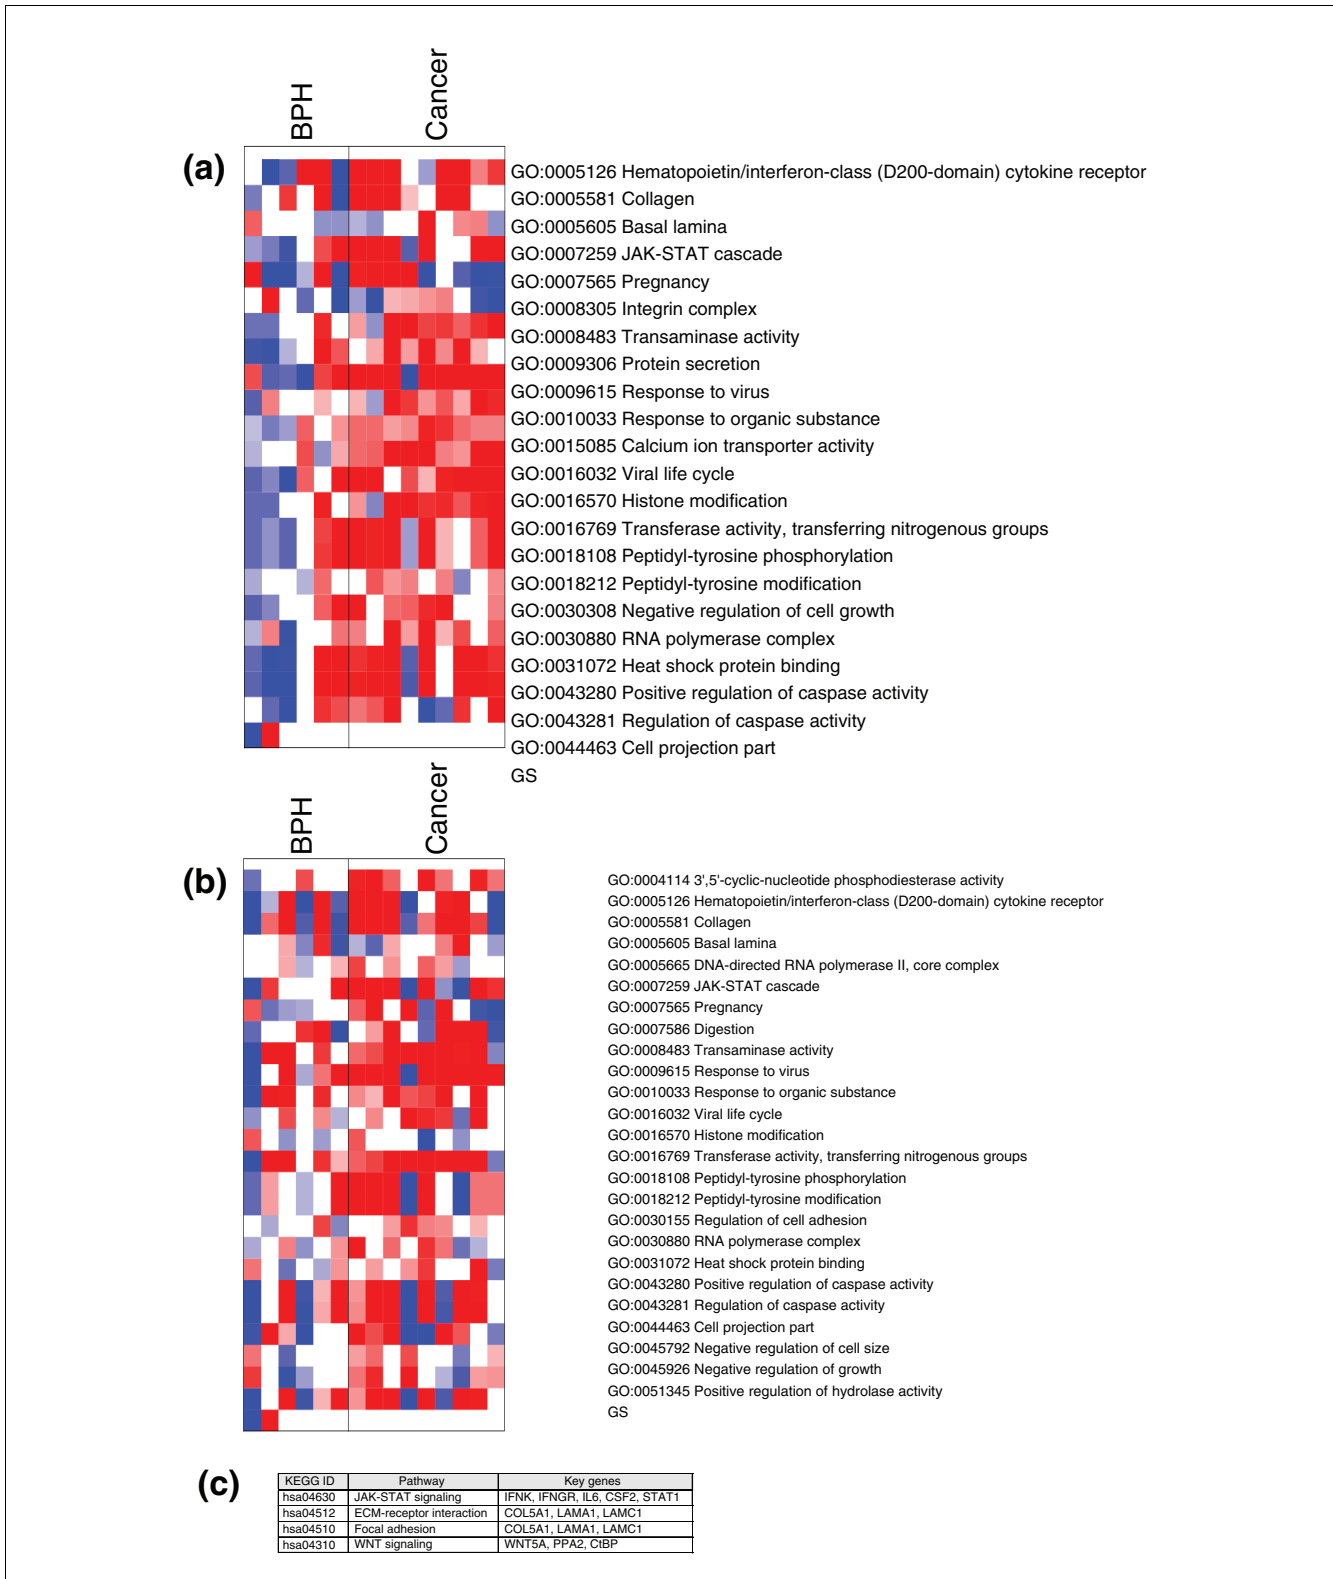 BPH
Cancer
(a)
GO:0005126 Hematopoietin/interferon-class (D200-domain) cytokine receptor
GO:0005581 Collagen
GO:0005605 Basal lamina
GO:0007259 JAK-STAT cascade
GO:0007565 Pregnancy
GO:0008305 Integrin complex
GO:0008483 Transaminase activity
GO:0009306 Protein secretion
GO:0009615 Response to virus
GO:0010033 Response to organic substance
GO:0015085 Calcium ion transporter activity
GO:0016032 Viral life cycle
GO:0016570 Histone modification
GO:0016769 Transferase activity, transferring nitrogenous groups
GO:0018108 Peptidyl-tyrosine phosphorylation
GO:0018212 Peptidyl-tyrosine modification
GO:0030308 Negative regulation of cell growth
GO:0030880 RNA polymerase complex
GO:0031072 Heat shock protein binding
GO:0043280 Positive regulation of caspase activity
GO:0043281 Regulation of caspase activity
GO:0044463 Cell projection part
GS
BPH
Cancer
(b)
GO:0004114 3',5'-cyclic-nucleotide phosphodiesterase activity
GO:0005126 Hematopoietin/interferon-class (D200-domain) cytokine receptor
GO:0005581 Collagen
GO:0005605 Basal lamina
GO:0005665 DNA-directed RNA polymerase II, core complex
GO:0007259 JAK-STAT cascade
GO:0007565 Pregnancy
GO:0007586 Digestion
GO:0008483 Transaminase activity
GO:0009615 Response to virus
GO:0010033 Response to organic substance
GO:0016032 Viral life cycle
GO:0016570 Histone modification
GO:0016769 Transferase activity, transferring nitrogenous groups
GO:0018108 Peptidyl-tyrosine phosphorylation
GO:0018212 Peptidyl-tyrosine modification
GO:0030155 Regulation of cell adhesion
GO:0030880 RNA polymerase complex
GO:0031072 Heat shock protein binding
GO:0043280 Positive regulation of caspase activity
GO:0043281 Regulation of caspase activity
GO:0044463 Cell projection part
GO:0045792 Negative regulation of cell size
GO:0045926 Negative regulation of growth
GO:0051345 Positive regulation of hydrolase activity
GS
(c)
KEGG ID Pathway Key genes
hsa04630 JAK-STAT signaling IFNK, IFNGR, IL6, CSF2, STAT1
hsa04512 ECM-receptor interaction COL5A1, LAMA1, LAMC1
hsa04510 Focal adhesion COL5A1, LAMA1, LAMC1
hsa04310 WNT signaling WNT5A, PPA2, CtBP